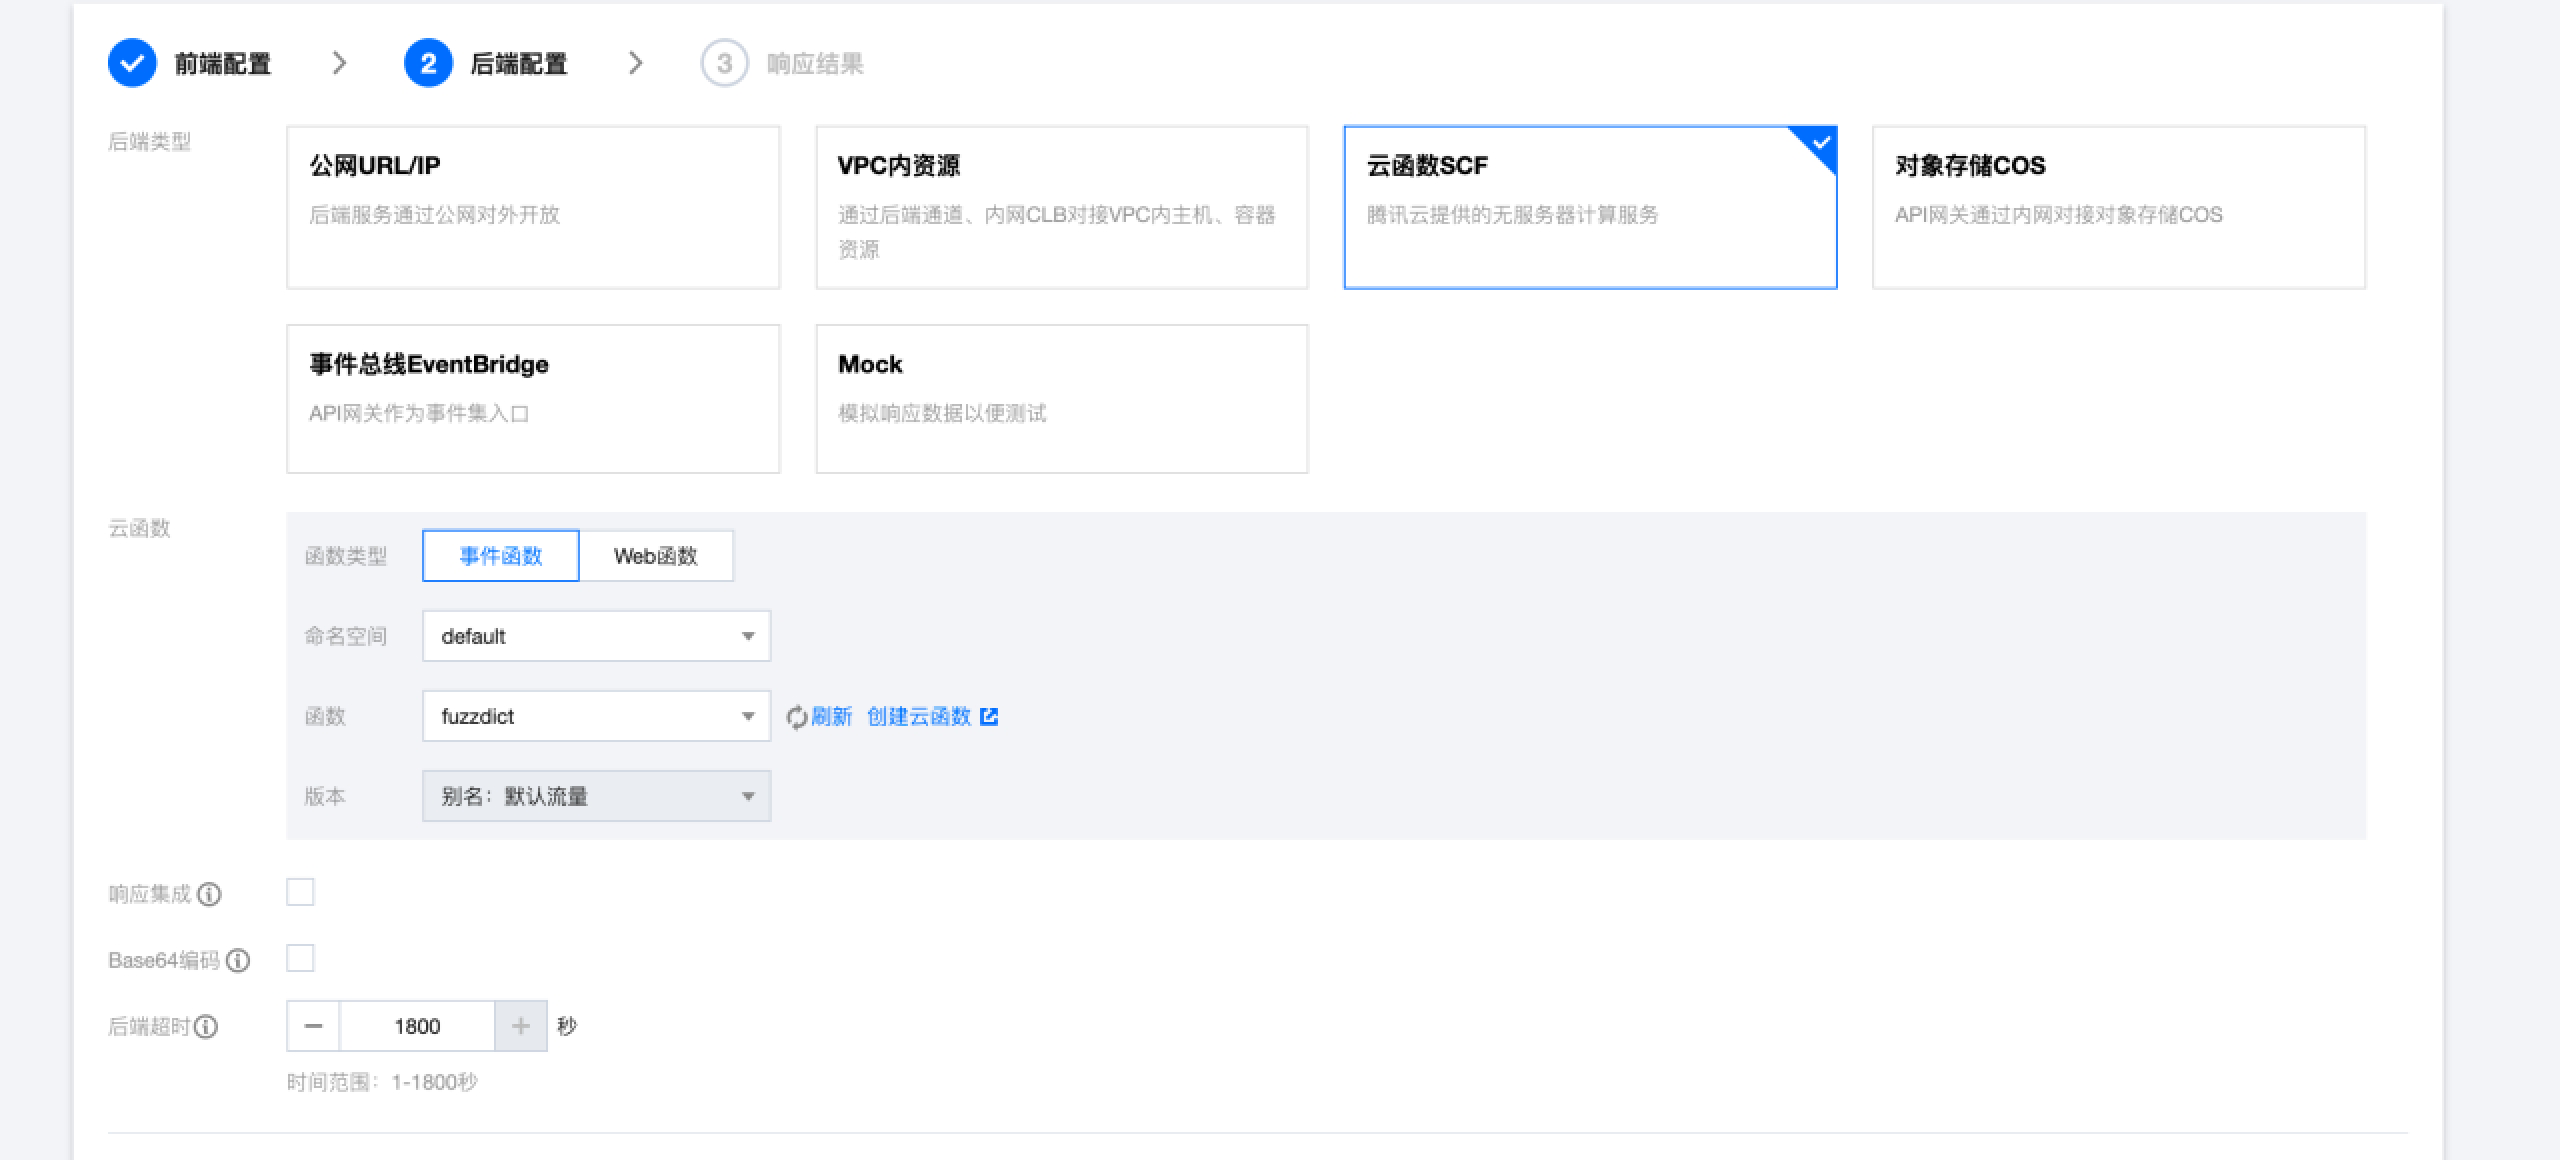 前端配置
2 后端配置
3 响应结果
后端类型
公网URL/IP
后端服务通过公网对外开放
VPC内资源
通过后端通道、内网CLB对接VPC内主机、容器
资源
云函数SCF
腾讯云提供的无服务器计算服务
对象存储COS
API网关通过内网对接对象存储COS
事件总线EventBridge
API网关作为事件集入口
Mock
模拟响应数据以便测试
云函数
函数类型 事件函数 Web函数
命名空间 default
函数 fuzzdict 刷新 创建云函数
版本 别名：默认流量
响应集成
Base64编码
后端超时 − 1800 + 秒
时间范围：1-1800秒